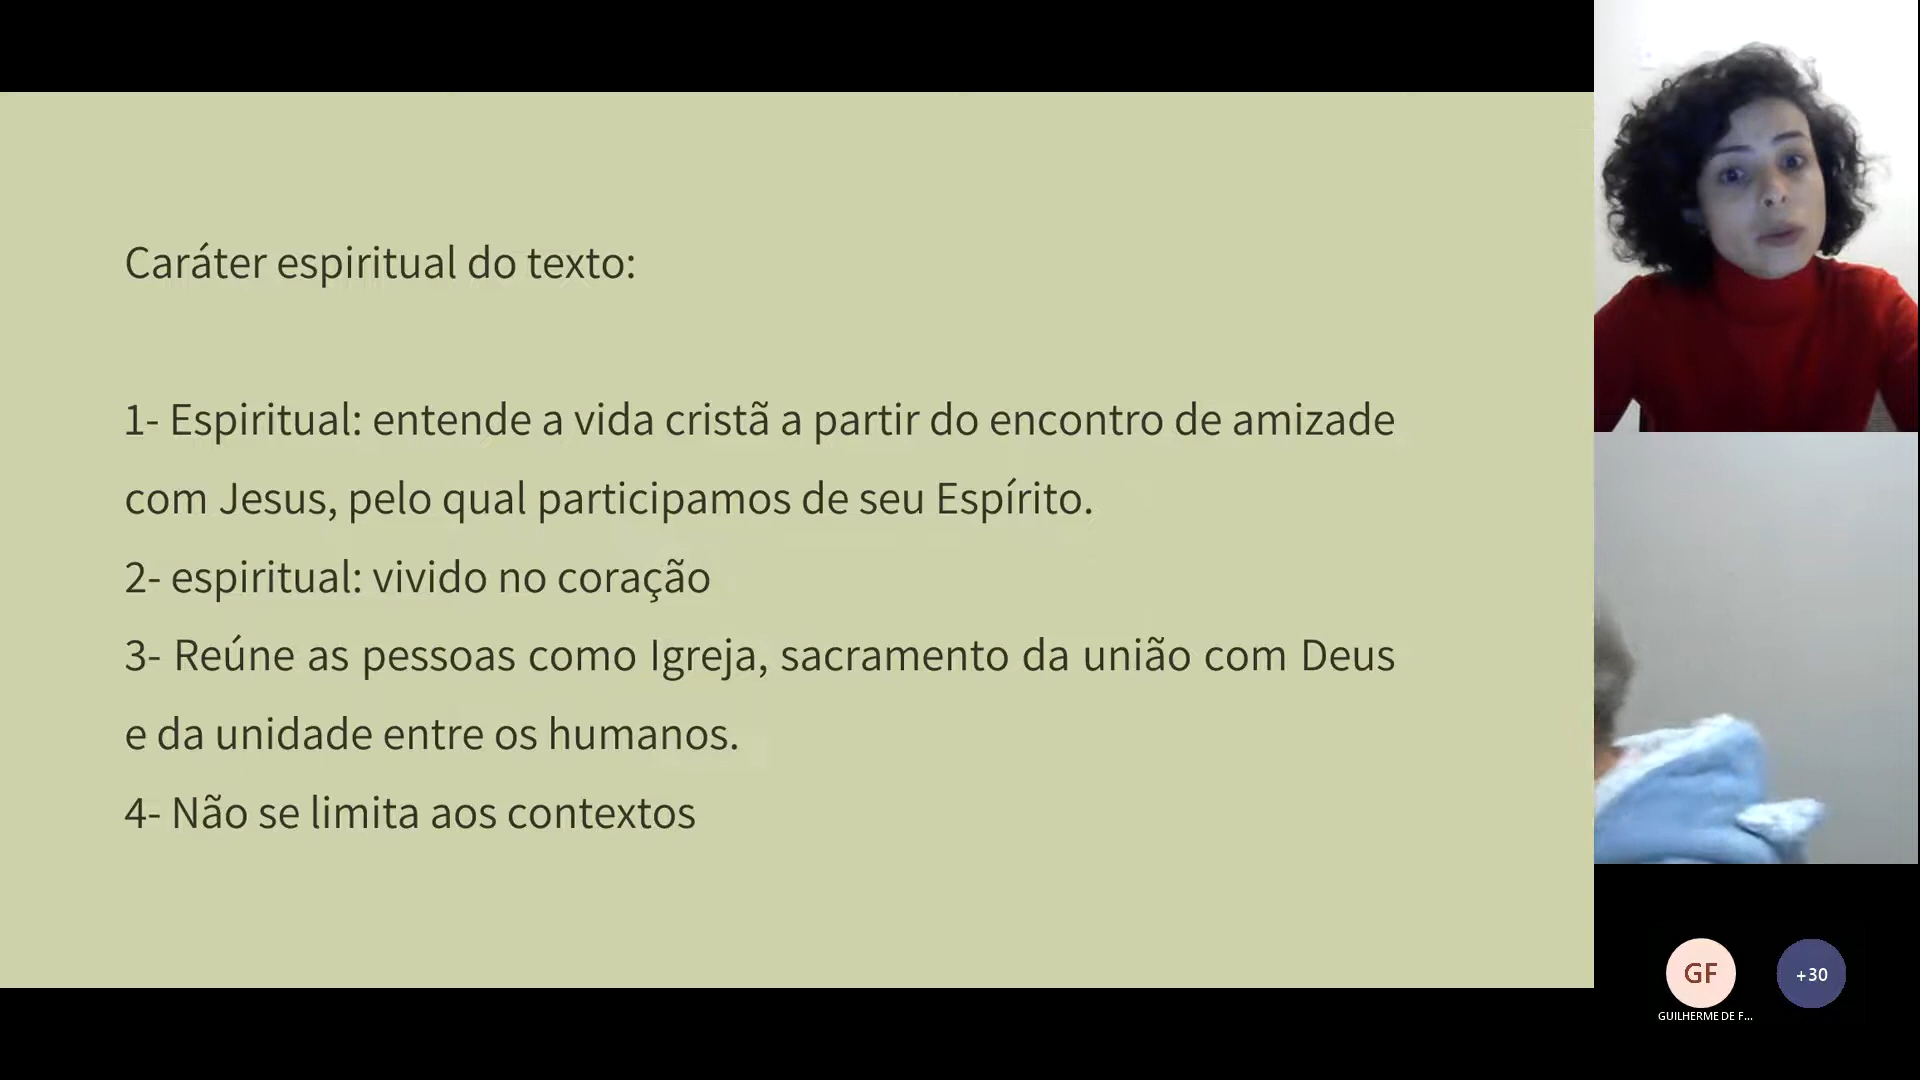 Caráter espiritual do texto:
1- Espiritual: entende a vida cristã a partir do encontro de amizade
com Jesus, pelo qual participamos de seu Espírito.
2- espiritual: vivido no coração
3- Reúne as pessoas como Igreja, sacramento da união com Deus
e da unidade entre os humanos.
4- Não se limita aos contextos
GF
+30
GUILHERME DE F...